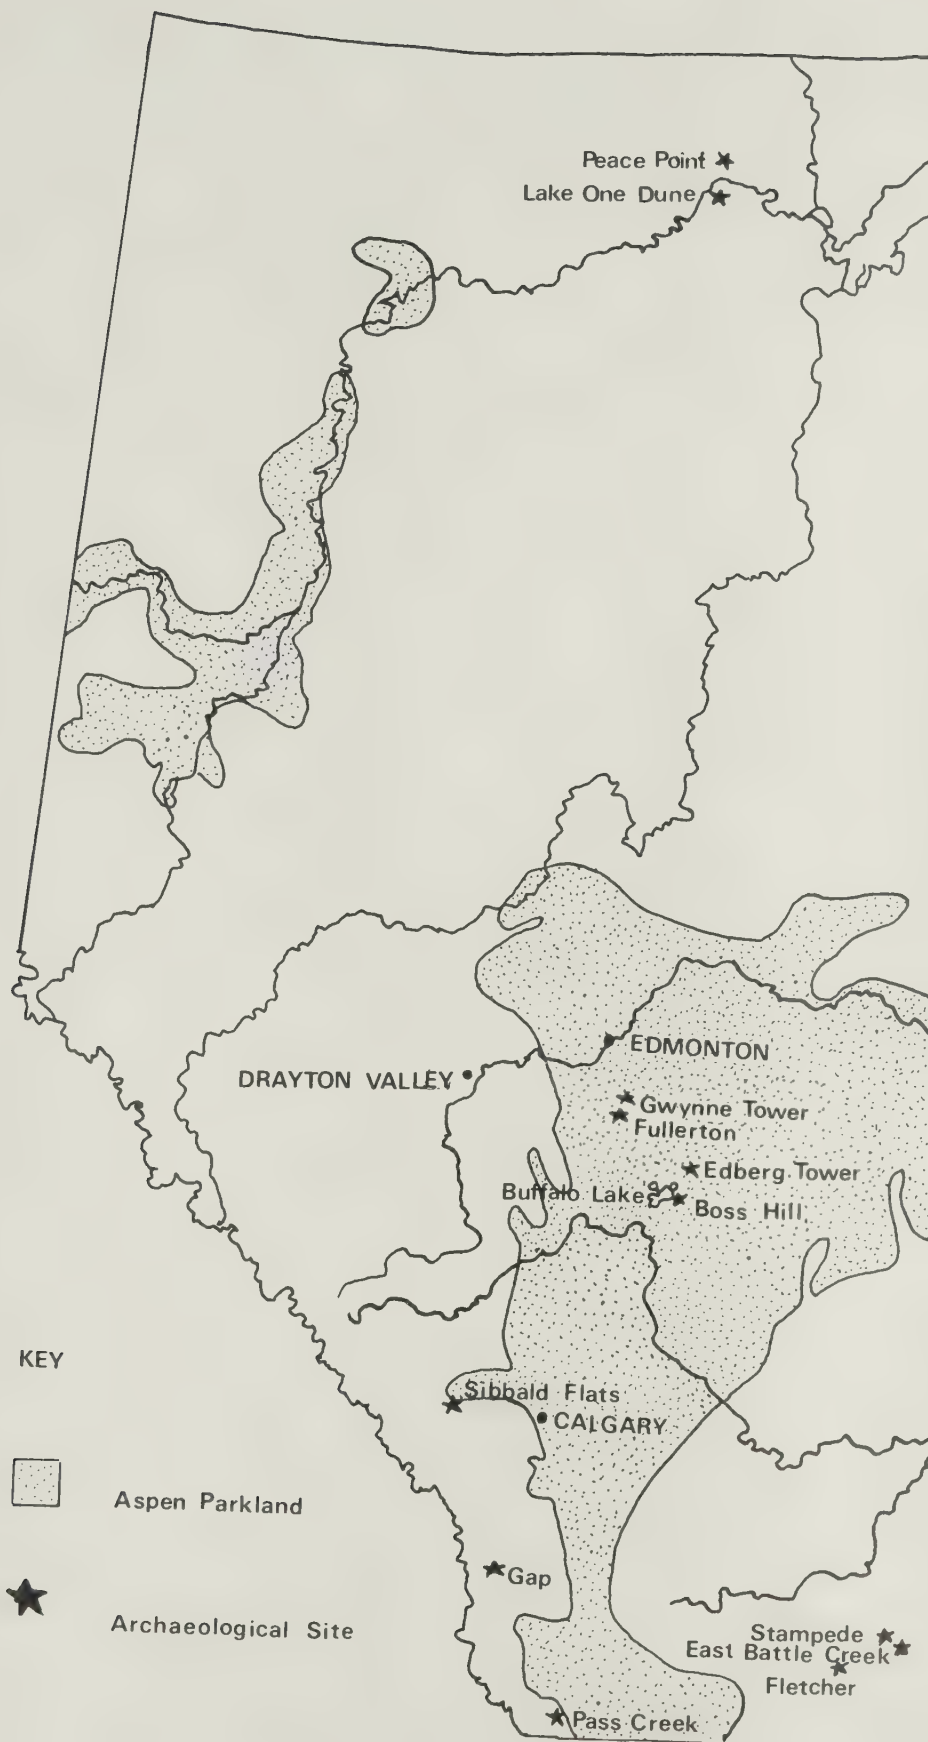 Peace Point
Lake One Dune
EDMONTON
DRAYTON VALLEY
Gwynne Tower
Fullerton
Edberg Tower
Buffalo Lake
Boss Hill
KEY
Sibbald Flats
CALGARY
Aspen Parkland
Gap
Archaeological Site
Stampede
East Battle Creek
Fletcher
Pass Creek